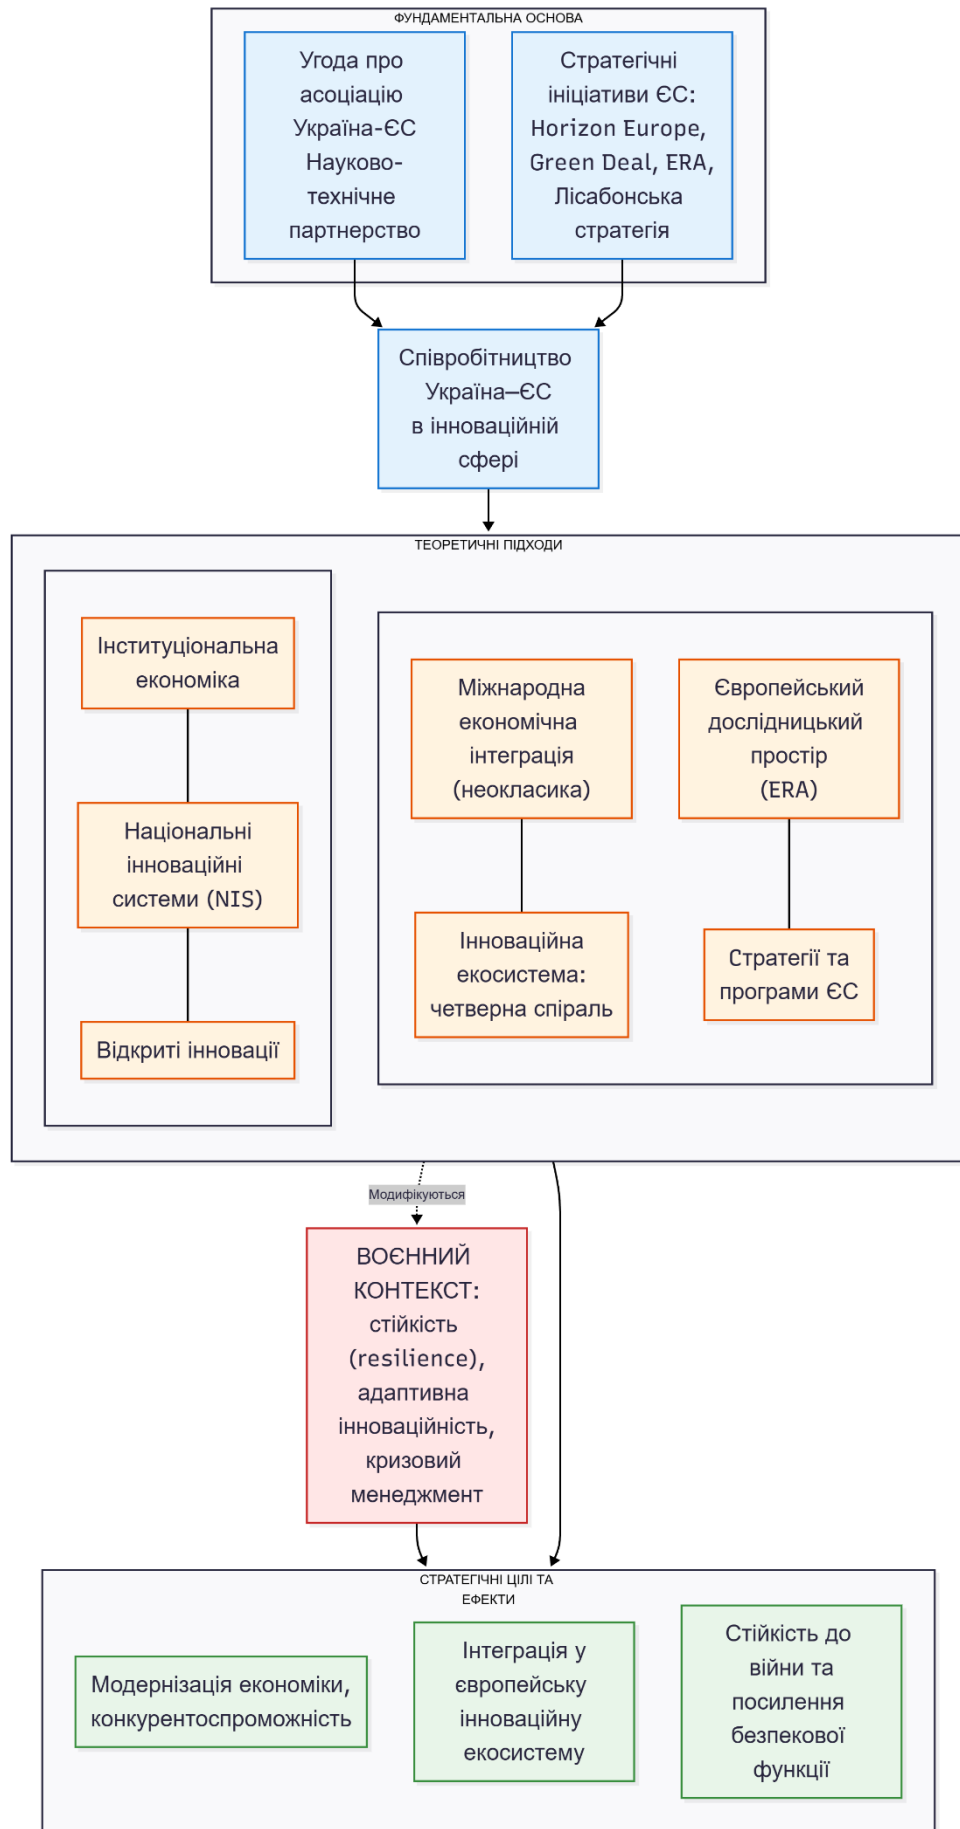 ФУНДАМЕНТАЛЬНА ОСНОВА
Угода про
асоціацію
Україна-ЄС
Науково-
технічне
партнерство
Стратегічні
ініціативи ЄС:
Horizon Europe,
Green Deal, ERA,
Лісабонська
стратегія
Співробітництво
Україна—ЄС
в інноваційній
сфері
ТЕОРЕТИЧНІ ПІДХОДИ
Інституціональна
економіка
Національні
інноваційні
системи (NIS)
Відкриті інновації
Міжнародна
економічна
інтеграція
(неокласика)
Інноваційна
екосистема:
четверна спіраль
Європейський
дослідницький
простір
(ERA)
Стратегії та
програми ЄС
Модифікуються
ВОЄННИЙ
КОНТЕКСТ:
стійкість
(resilience),
адаптивна
інноваційність,
кризовий
менеджмент
СТРАТЕГІЧНІ ЦІЛІ ТА
ЕФЕКТИ
Модернізація економіки,
конкурентоспроможність
Інтеграція у
європейську
інноваційну
екосистему
Стійкість до
війни та
посилення
безпекової
функції